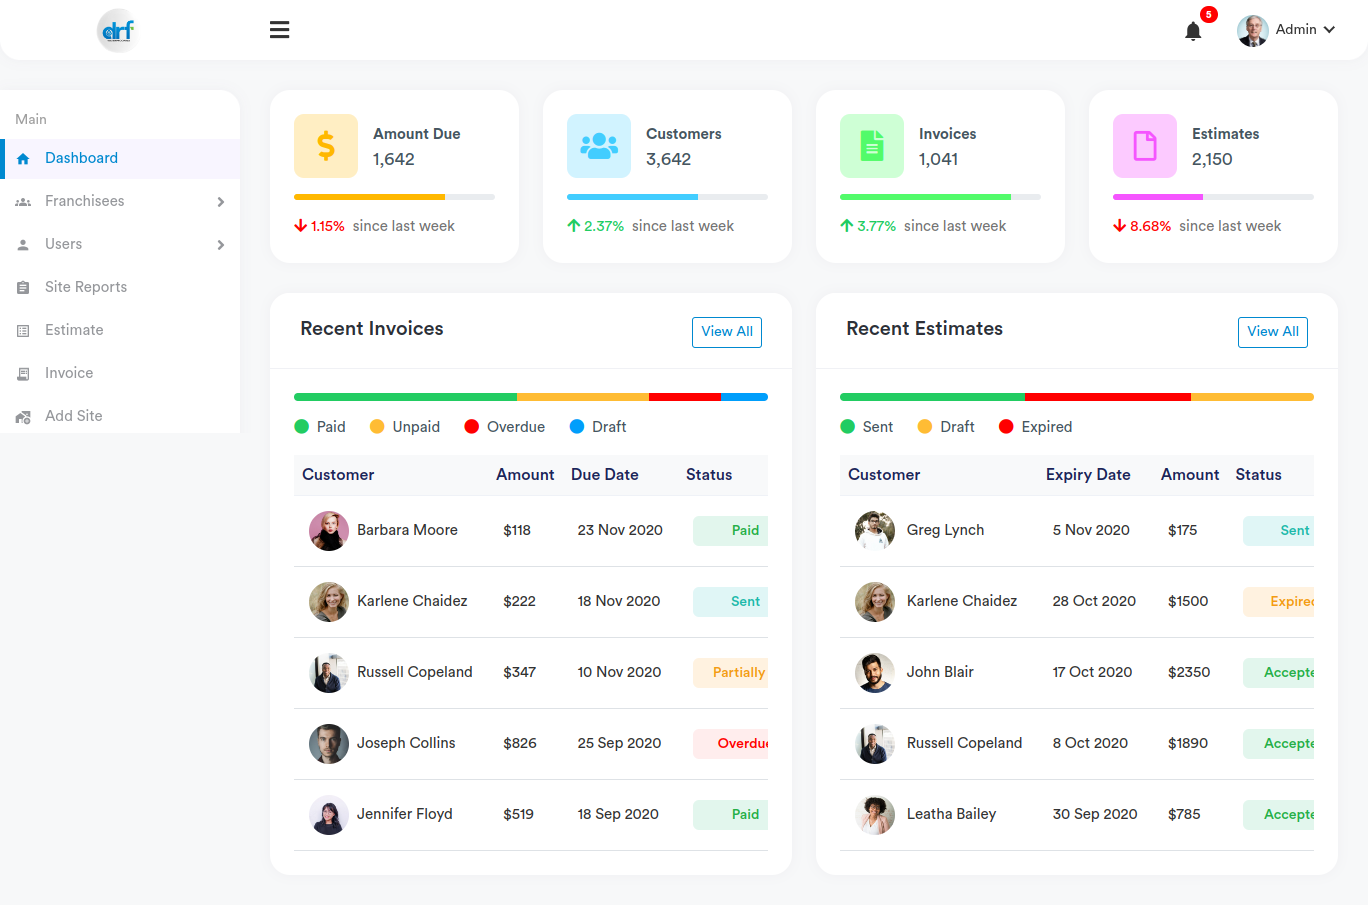 drf
5
Admin
Main
Dashboard
Franchisees
Users
Site Reports
Estimate
Invoice
Add Site
Amount Due
1,642
1.15% since last week
Customers
3,642
2.37% since last week
Invoices
1,041
3.77% since last week
Estimates
2,150
8.68% since last week
Recent Invoices
View All
Paid Unpaid Overdue Draft
Customer Amount Due Date Status
Barbara Moore $118 23 Nov 2020 Paid
Karlene Chaidez $222 18 Nov 2020 Sent
Russell Copeland $347 10 Nov 2020 Partially
Joseph Collins $826 25 Sep 2020 Overdue
Jennifer Floyd $519 18 Sep 2020 Paid
Recent Estimates
View All
Sent Draft Expired
Customer Expiry Date Amount Status
Greg Lynch 5 Nov 2020 $175 Sent
Karlene Chaidez 28 Oct 2020 $1500 Expired
John Blair 17 Oct 2020 $2350 Accepte
Russell Copeland 8 Oct 2020 $1890 Accepte
Leatha Bailey 30 Sep 2020 $785 Accepte